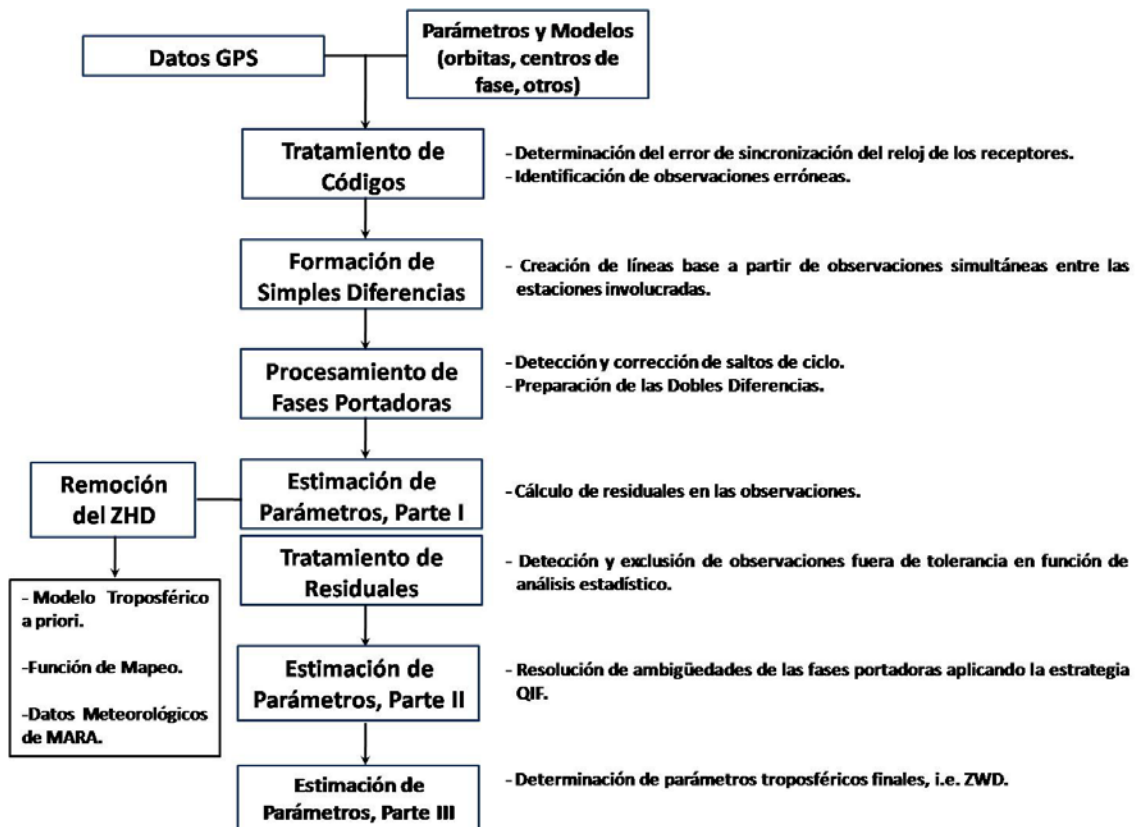 Datos GPS
Parámetros y Modelos
(orbitas, centros de
fase, otros)
Tratamiento de
Códigos
- Determinación del error de sincronización del reloj de los receptores.
- Identificación de observaciones erróneas.
Formación de
Simples Diferencias
- Creación de líneas base a partir de observaciones simultáneas entre las
estaciones involucradas.
Procesamiento de
Fases Portadoras
- Detección y corrección de saltos de ciclo.
- Preparación de las Dobles Diferencias.
Remoción
del ZHD
Estimación de
Parámetros, Parte I
- Cálculo de residuales en las observaciones.
Tratamiento de
Residuales
- Detección y exclusión de observaciones fuera de tolerancia en función de
análisis estadístico.
- Modelo Troposférico
a priori.
-Función de Mapeo.
-Datos Meteorológicos
de MARA.
Estimación de
Parámetros, Parte II
- Resolución de ambigüedades de las fases portadoras aplicando la estrategia
QIF.
Estimación de
Parámetros, Parte III
- Determinación de parámetros troposféricos finales, i.e. ZWD.